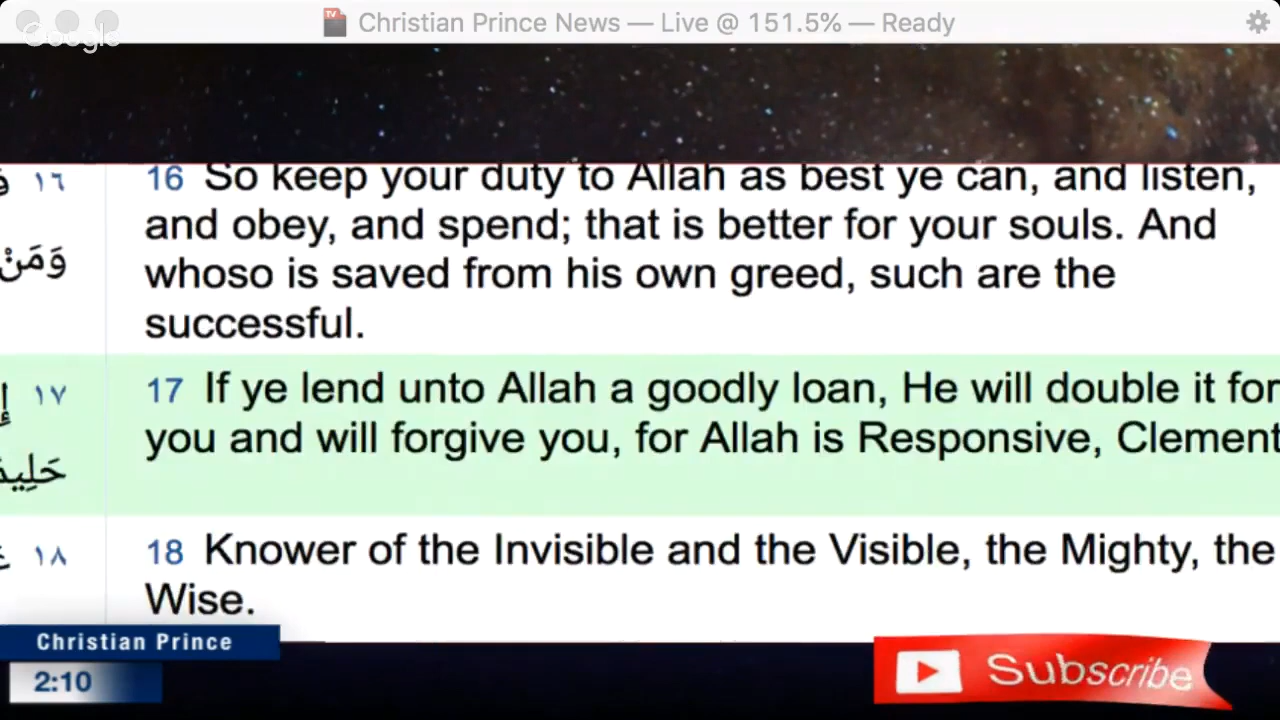 Christian Prince News — Live @ 151.5% — Ready
Google
١٦
16 So keep your duty to Allah as best ye can, and listen,
and obey, and spend; that is better for your souls. And
وَمَنْ
whoso is saved from his own greed, such are the
successful.
١٧
17 If ye lend unto Allah a goodly loan, He will double it for
you and will forgive you, for Allah is Responsive, Clement
١٨
18 Knower of the Invisible and the Visible, the Mighty, the
Wise.
Christian Prince
2:10
Subscribe